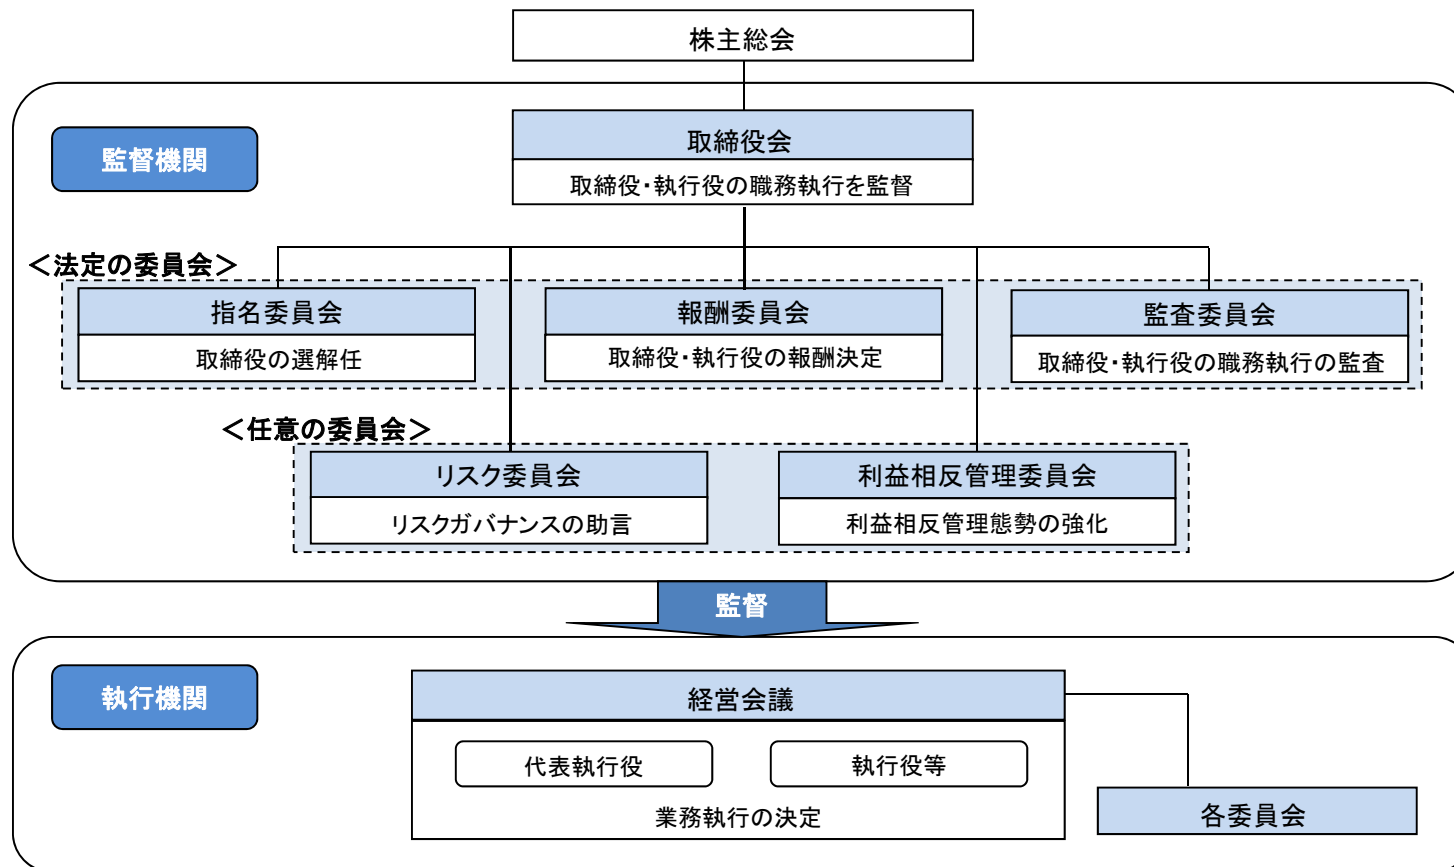 株主総会
監督機関
取締役会
取締役・執行役の職務執行を監督
＜法定の委員会＞
指名委員会
取締役の選解任
報酬委員会
取締役・執行役の報酬決定
監査委員会
取締役・執行役の職務執行の監査
＜任意の委員会＞
リスク委員会
リスクガバナンスの助言
利益相反管理委員会
利益相反管理態勢の強化
監督
執行機関
経営会議
代表執行役
執行役等
業務執行の決定
各委員会